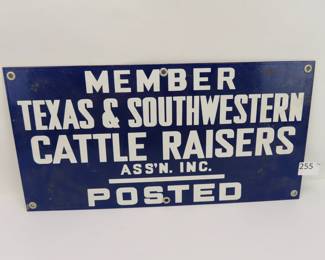 MEMBER
TEXAS & SOUTHWESTERN
CATTLE RAISERS
ASS'N. INC.
POSTED
255